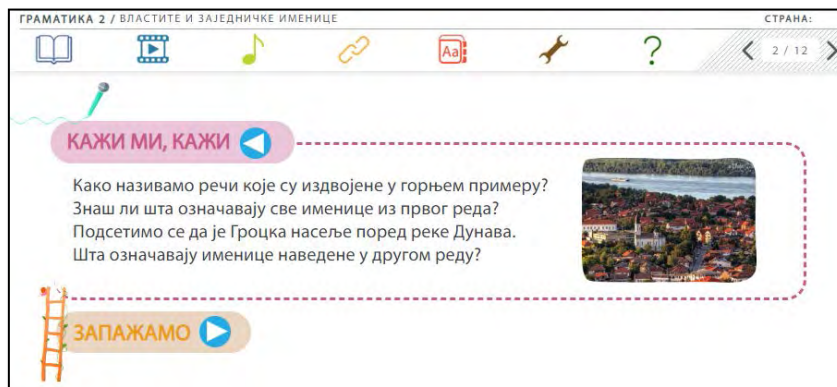 ГРАМАТИКА 2 / ВЛАСТИТЕ И ЗАЈЕДНИЧКЕ ИМЕНИЦЕ
СТРАНА:
Aa
?
2 / 12
КАЖИ МИ, КАЖИ
Како називамо речи које су издвојене у горњем примеру?
Знаш ли шта означавају све именице из првог реда?
Подсетимо се да је Гроцка насеље поред реке Дунава.
Шта означавају именице наведене у другом реду?
ЗАПАЖАМО